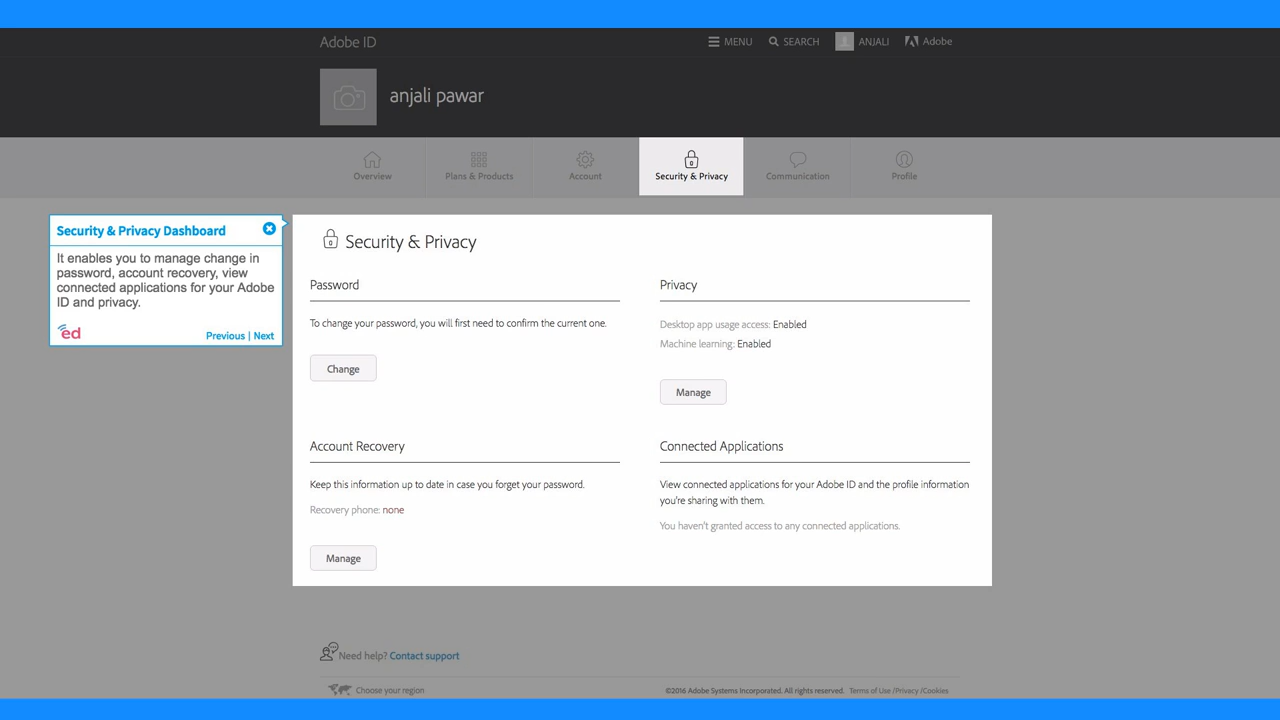 Adobe ID
MENU
SEARCH
ANJALI
Adobe
anjali pawar
Overview
Plans & Products
Account
Security & Privacy
Communication
Profile
Security & Privacy Dashboard
It enables you to manage change in
password, account recovery, view
connected applications for your Adobe
ID and privacy.
ed
Previous | Next
Security & Privacy
Password
To change your password, you will first need to confirm the current one.
Change
Privacy
Desktop app usage access: Enabled
Machine learning: Enabled
Manage
Account Recovery
Keep this information up to date in case you forget your password.
Recovery phone: none
Manage
Connected Applications
View connected applications for your Adobe ID and the profile information
you're sharing with them.
You haven't granted access to any connected applications.
Need help? Contact support
Choose your region
©2016 Adobe Systems Incorporated. All rights reserved. Terms of Use /Privacy /Cookies